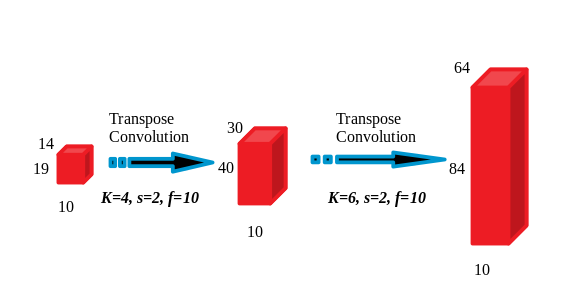 64
14
Transpose
Convolution
30
Transpose
Convolution
19
40
84
K=4, s=2, f=10
K=6, s=2, f=10
10
10
10